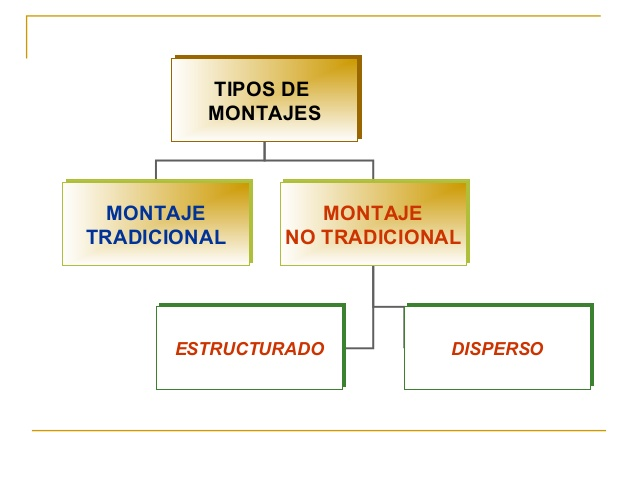 TIPOS DE
MONTAJES
MONTAJE
TRADICIONAL
MONTAJE
NO TRADICIONAL
ESTRUCTURADO
DISPERSO